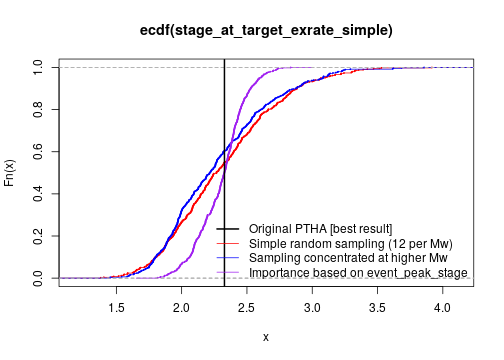 ecdf(stage_at_target_exrate_simple)
Fn(x)
1.0
0.8
0.6
0.4
0.2
0.0
Original PTHA [best result]
Simple random sampling (12 per Mw)
Sampling concentrated at higher Mw
Importance based on event_peak_stage
1.5 2.0 2.5 3.0 3.5 4.0
x